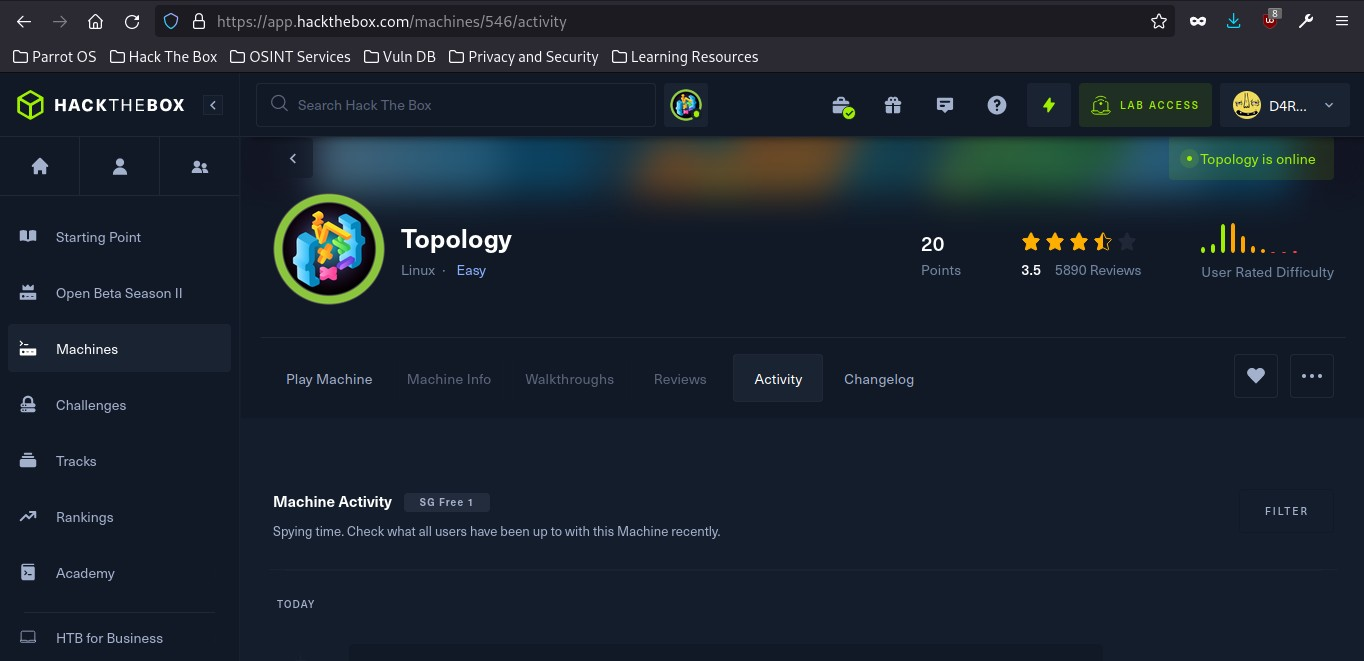 https://app.hackthebox.com/machines/546/activity
8
Parrot OS Hack The Box OSINT Services Vuln DB Privacy and Security Learning Resources
HACKTHEBOX
Search Hack The Box
LAB ACCESS
D4R...
Topology is online
Starting Point
Open Beta Season II
Machines
Challenges
Tracks
Rankings
Academy
HTB for Business
Topology
Linux · Easy
20
Points
3.5 5890 Reviews
User Rated Difficulty
Play Machine Machine Info Walkthroughs Reviews Activity Changelog
Machine Activity SG Free 1
Spying time. Check what all users have been up to with this Machine recently.
FILTER
TODAY